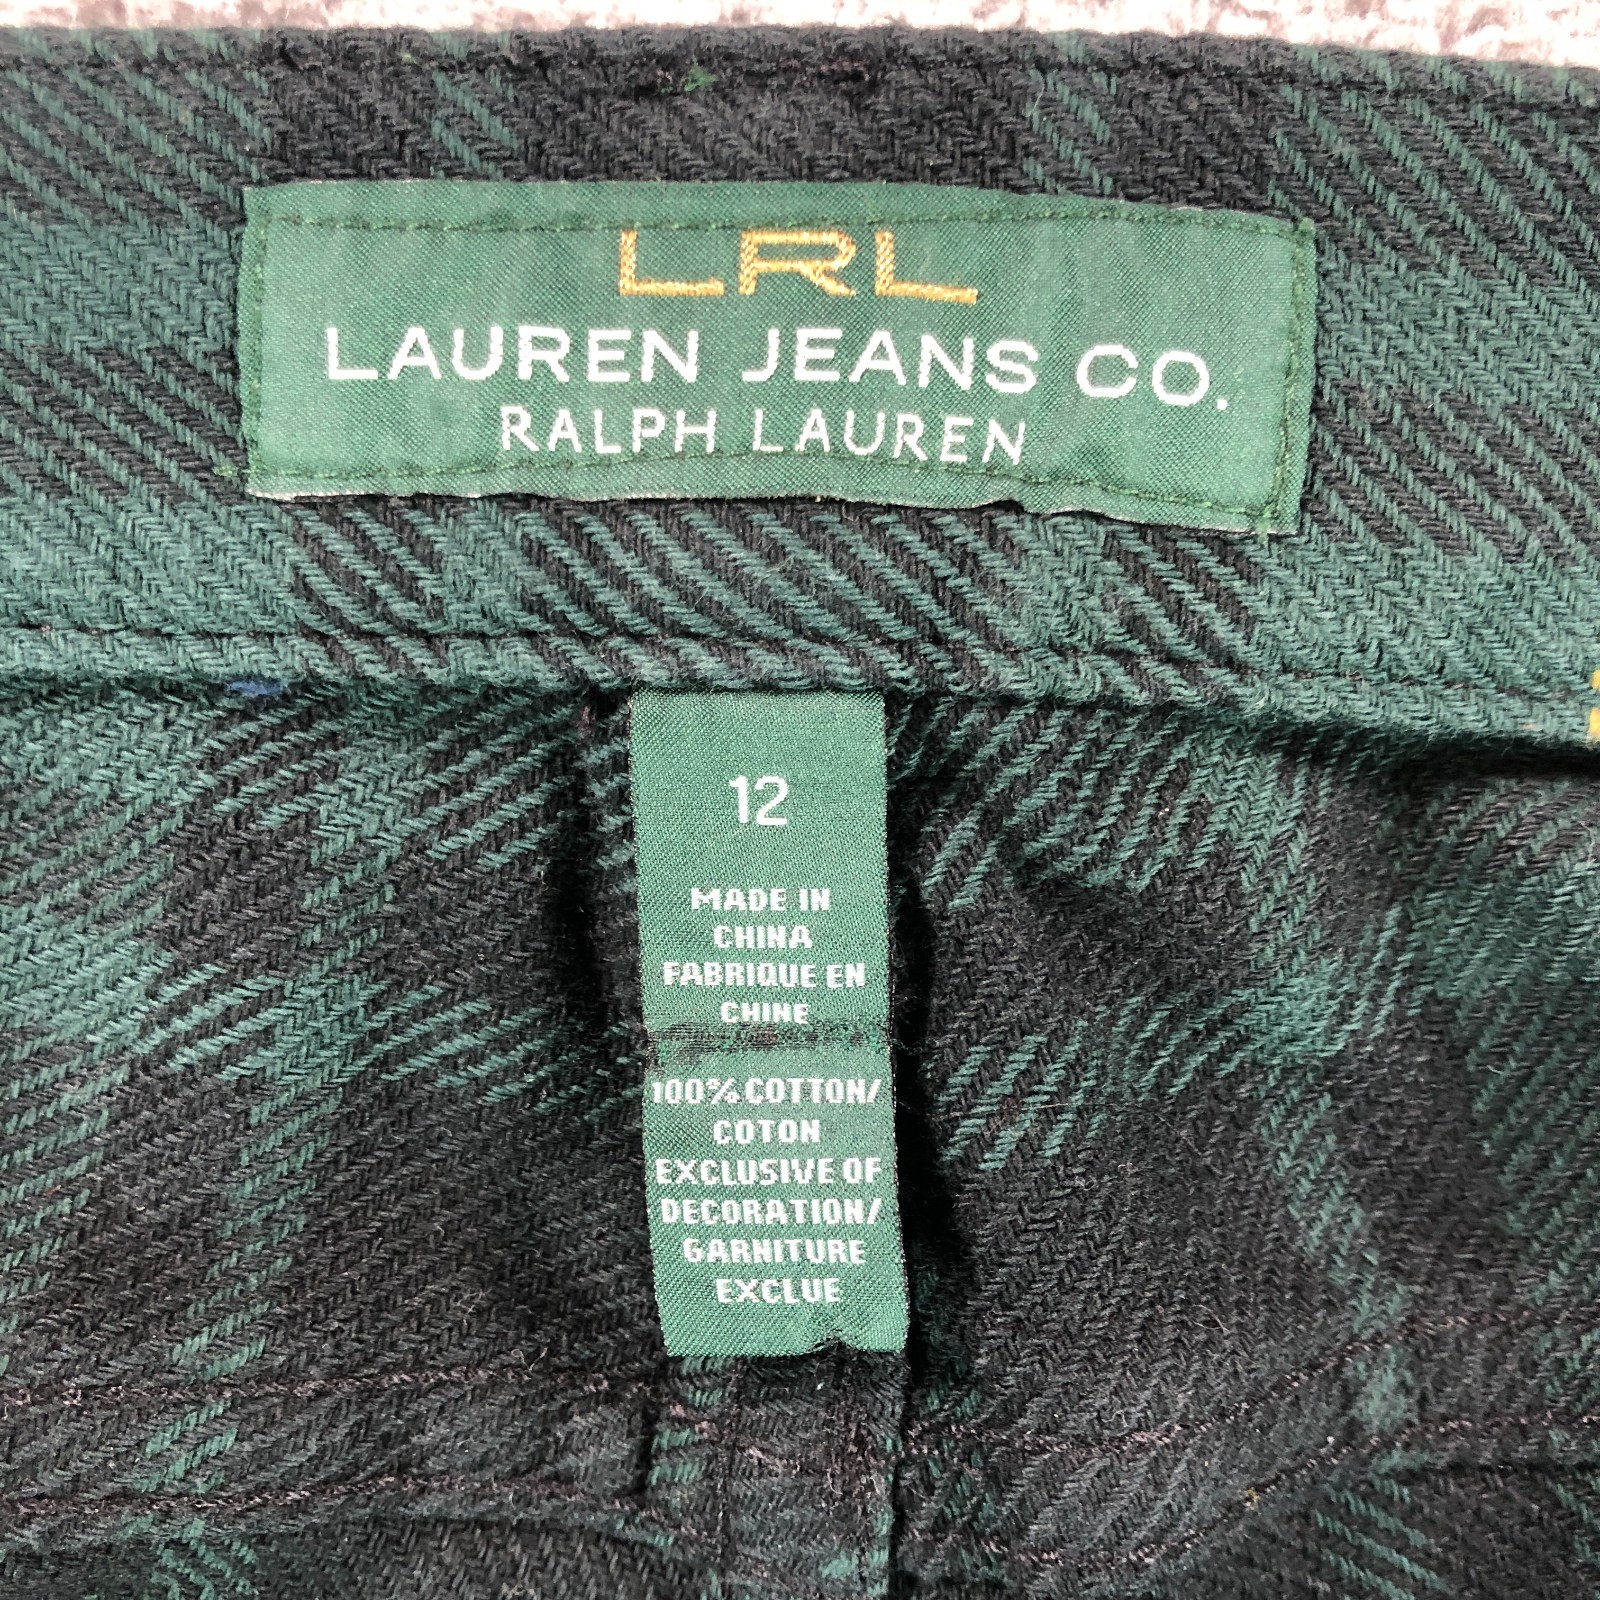 LRL
LAUREN JEANS CO.
RALPH LAUREN
12
MADE IN
CHINA
FABRIQUE EN
CHINE
100% COTTON/
COTON
EXCLUSIVE OF
DECORATION/
GARNITURE
EXCLUE